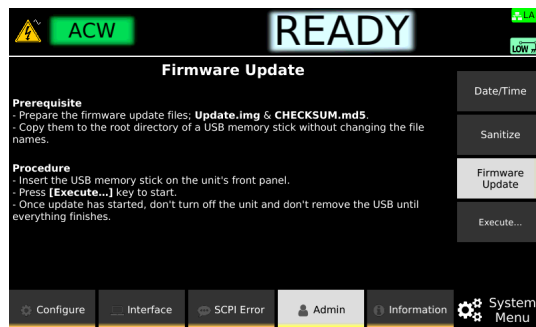 ACW
READY
LA
LOW
Firmware Update
Prerequisite
- Prepare the firmware update files; Update.img & CHECKSUM.md5.
- Copy them to the root directory of a USB memory stick without changing the file
names.
Procedure
- Insert the USB memory stick on the unit's front panel.
- Press [Execute...] key to start.
- Once update has started, don't turn off the unit and don't remove the USB until
everything finishes.
Date/Time
Sanitize
Firmware
Update
Execute...
Configure
Interface
SCPI Error
Admin
Information
System
Menu